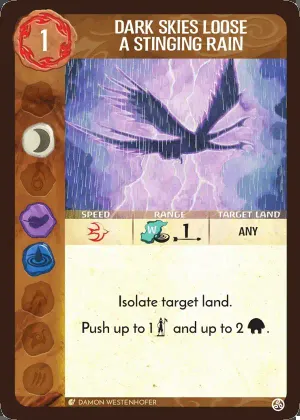 1
DARK SKIES LOOSE
A STINGING RAIN
SPEED
RANGE
TARGET LAND
W
1
ANY
Isolate target land.
Push up to 1 and up to 2 .
DAMON WESTENHOFER